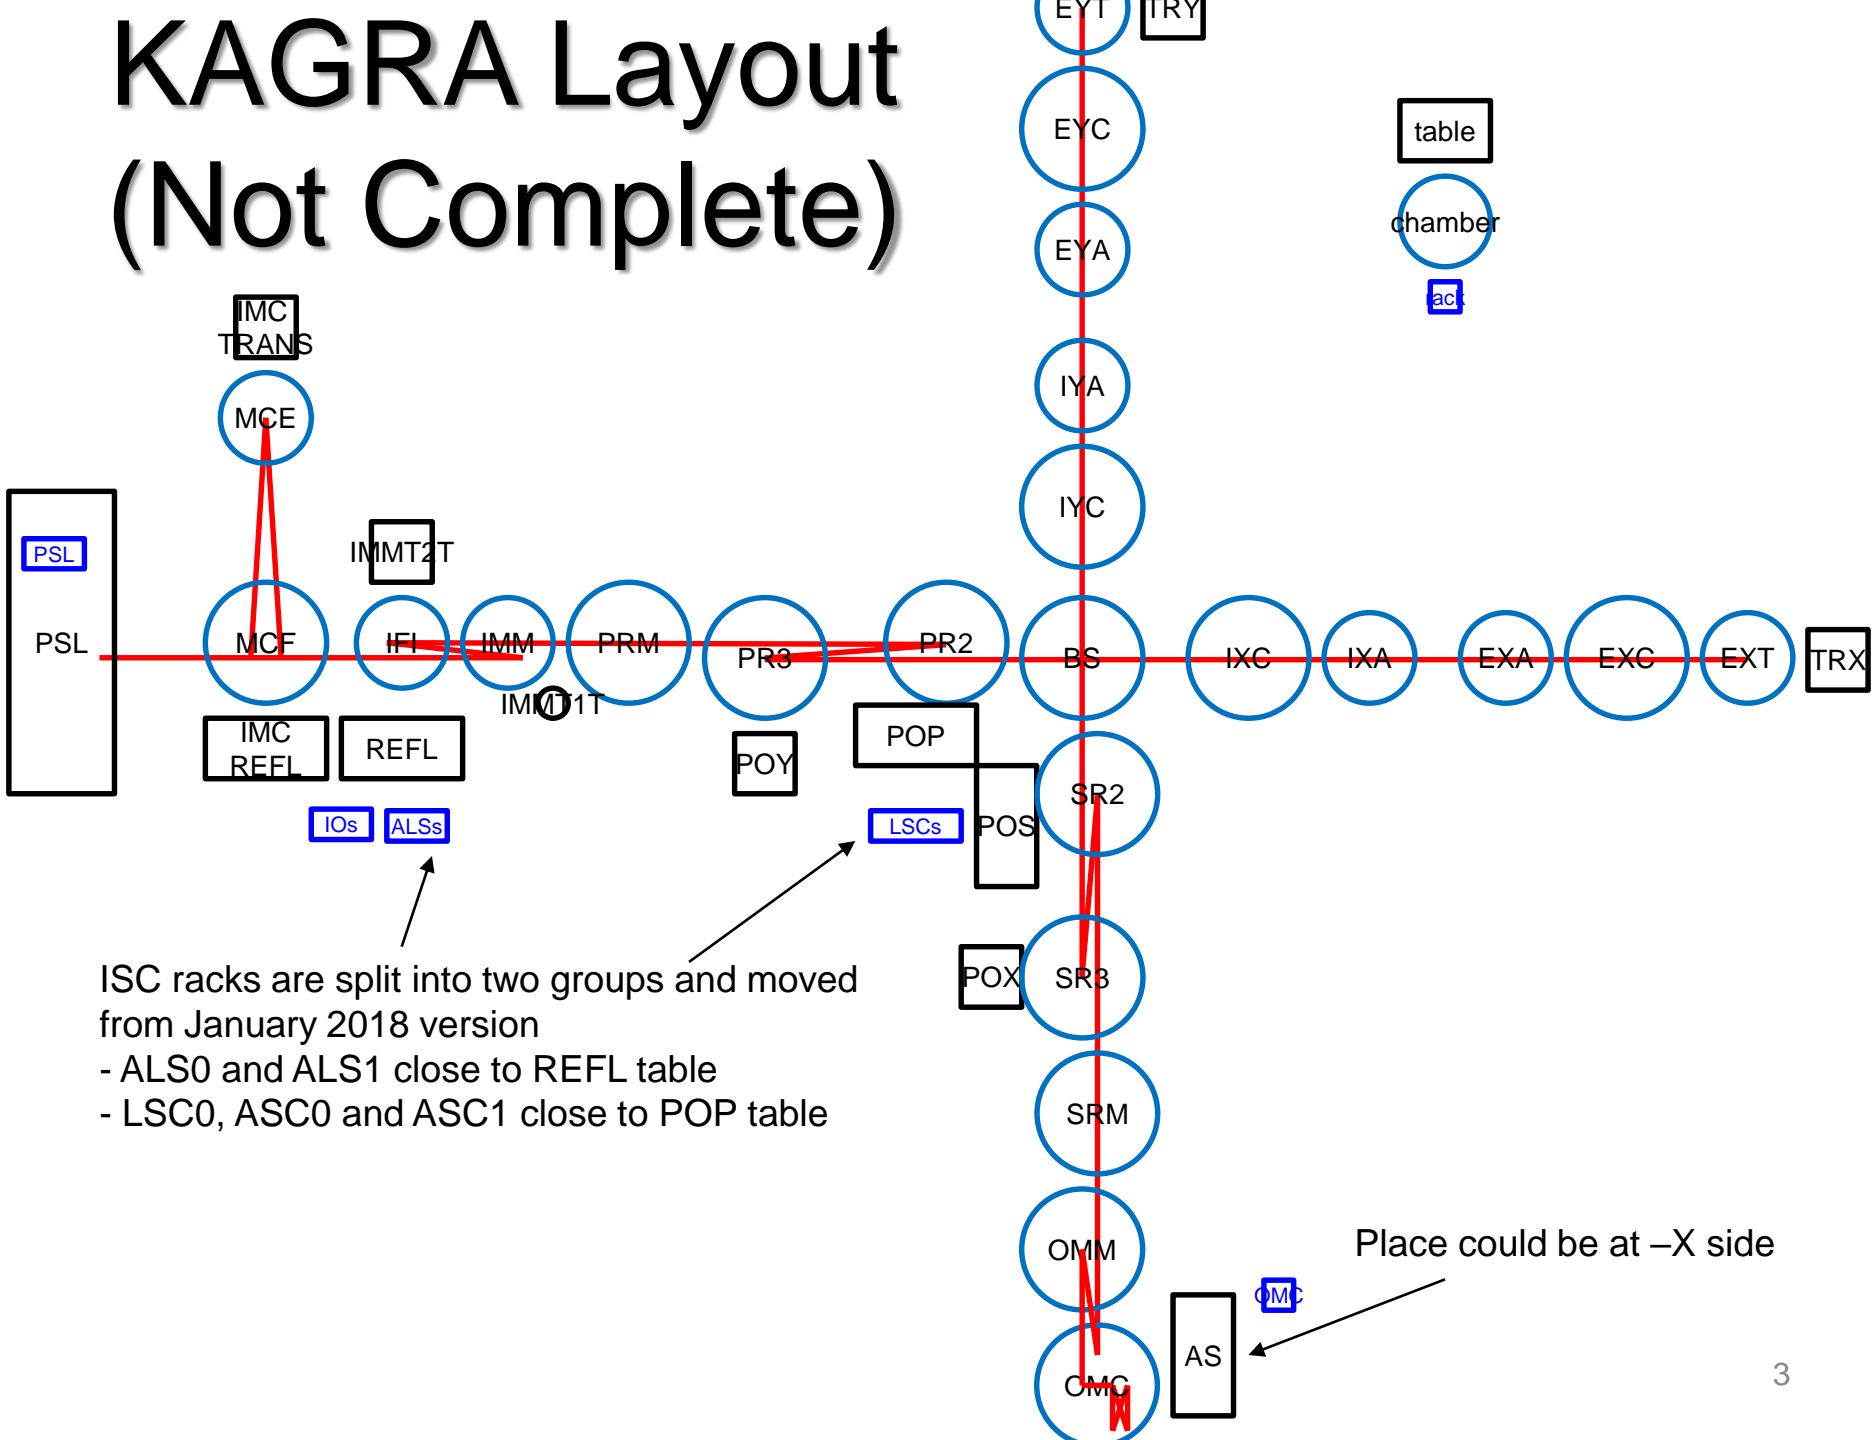 KAGRA Layout
(Not Complete)
EYT
TRY
EYC
table
chamber
EYA
rack
IMC
TRANS
MCE
IYA
IYC
PSL
IMMT2T
PSL
MCF
IFI
IMM
PRM
PR3
PR2
BS
IXC
IXA
EXA
EXC
EXT
TRX
IMMT1T
IMC
REFL
REFL
POY
POP
SR2
IOs
ALSs
LSCs
POS
ISC racks are split into two groups and moved
from January 2018 version
- ALS0 and ALS1 close to REFL table
- LSC0, ASC0 and ASC1 close to POP table
POX
SR3
SRM
OMM
Place could be at –X side
OMC
AS
OMC
3